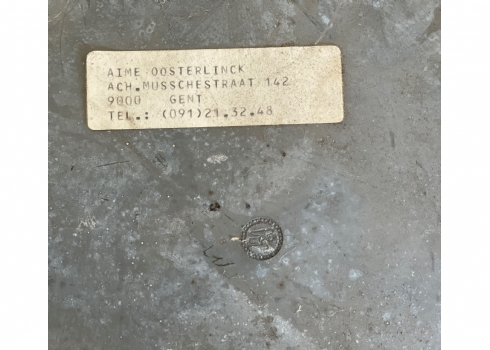 AIME OOSTERLINCK
ACH.MUSSCHESTRAAT 142
9000 GENT
TEL.: (091)21.32.48